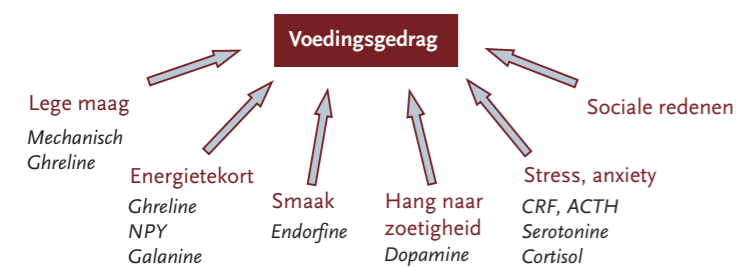 Voedingsgedrag
Lege maag
Mechanisch
Ghreline
Energietekort
Ghreline
NPY
Galanine
Smaak
Endorfine
Hang naar
zoetigheid
Dopamine
Stress, anxiety
CRF, ACTH
Serotonine
Cortisol
Sociale redenen